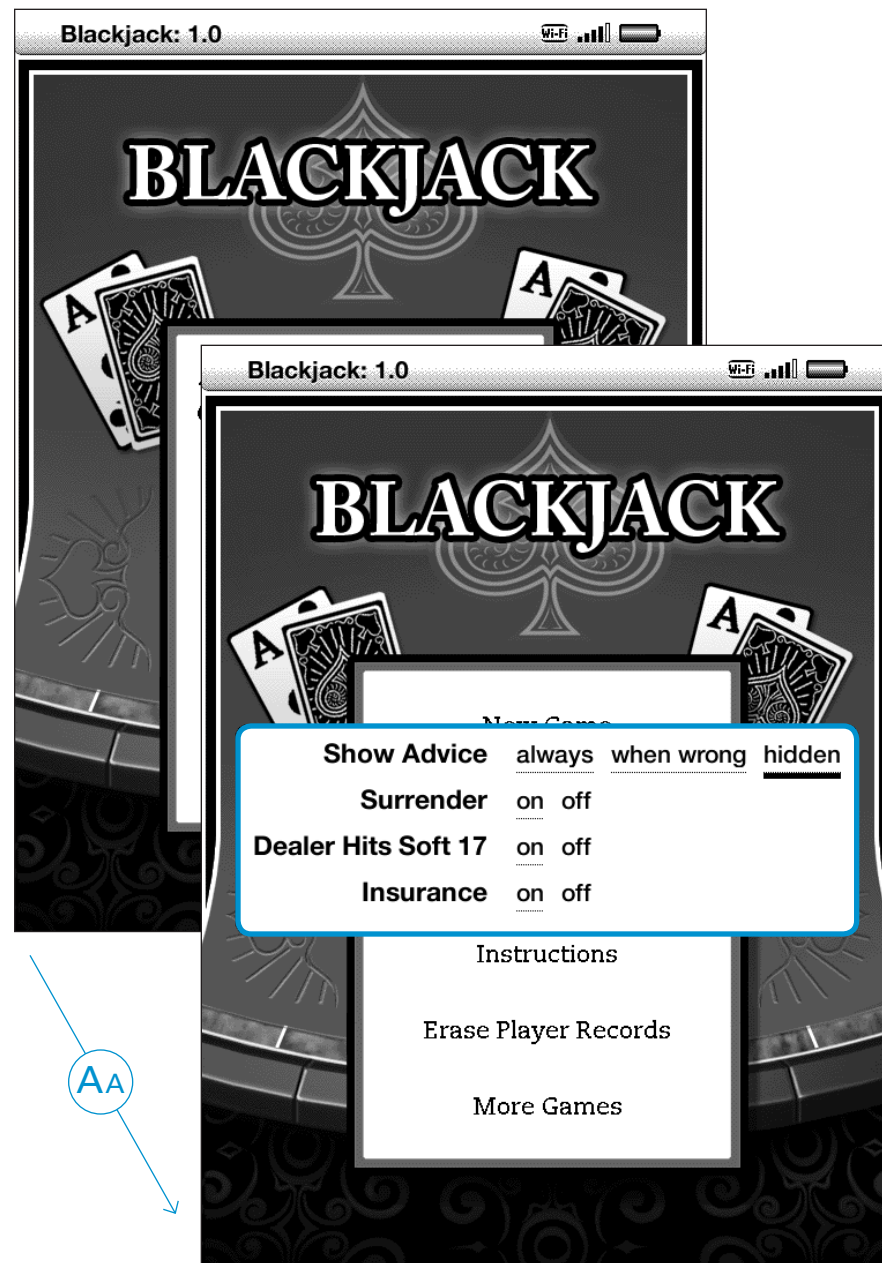 Blackjack: 1.0 Wi-Fi
BLACKJACK
A A
Blackjack: 1.0 Wi-Fi
BLACKJACK
A A
Show Advice always when wrong hidden
Surrender on off
Dealer Hits Soft 17 on off
Insurance on off
Instructions
Erase Player Records
More Games
AA